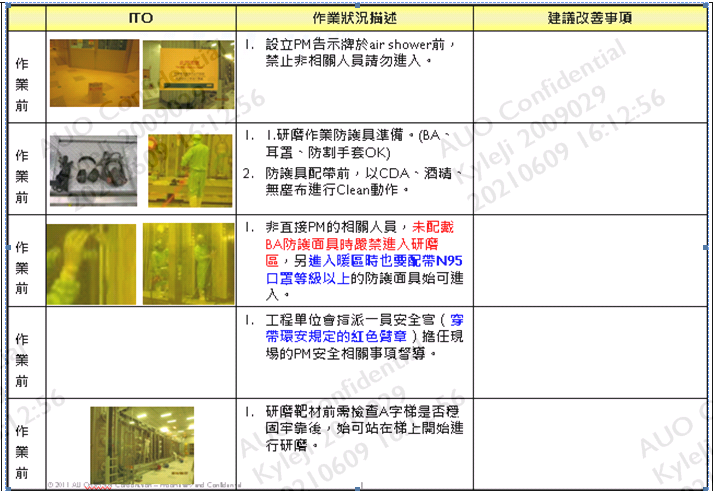 ITO
作業狀況描述
建議改善事項
作
業
前
1. 設立PM告示牌於air shower前，
禁止非相關人員請勿進入。
作
業
前
1. 1.研磨作業防護具準備。(BA、
耳罩、防割手套OK)
2. 防護具配帶前，以CDA、酒精、
無塵布進行Clean動作。
作
業
前
1. 非直接PM的相關人員，未配戴
BA防護面具時嚴禁進入研磨
區，另進入暖區時也要配帶N95
口罩等級以上的防護面具始可進
入。
作
業
前
1. 工程單位會指派一員安全官（穿
帶環安規定的紅色臂章）擔任現
場的PM安全相關事項督導。
作
業
前
1. 研磨靶材前需檢查A字梯是否穩
固牢靠後，始可站在梯上開始進
行研磨。
AUO Confidential
KyleJi 2009029
20210609 16:12:56
AUO Confidential
KyleJi 2009029
20210609 16:12:56